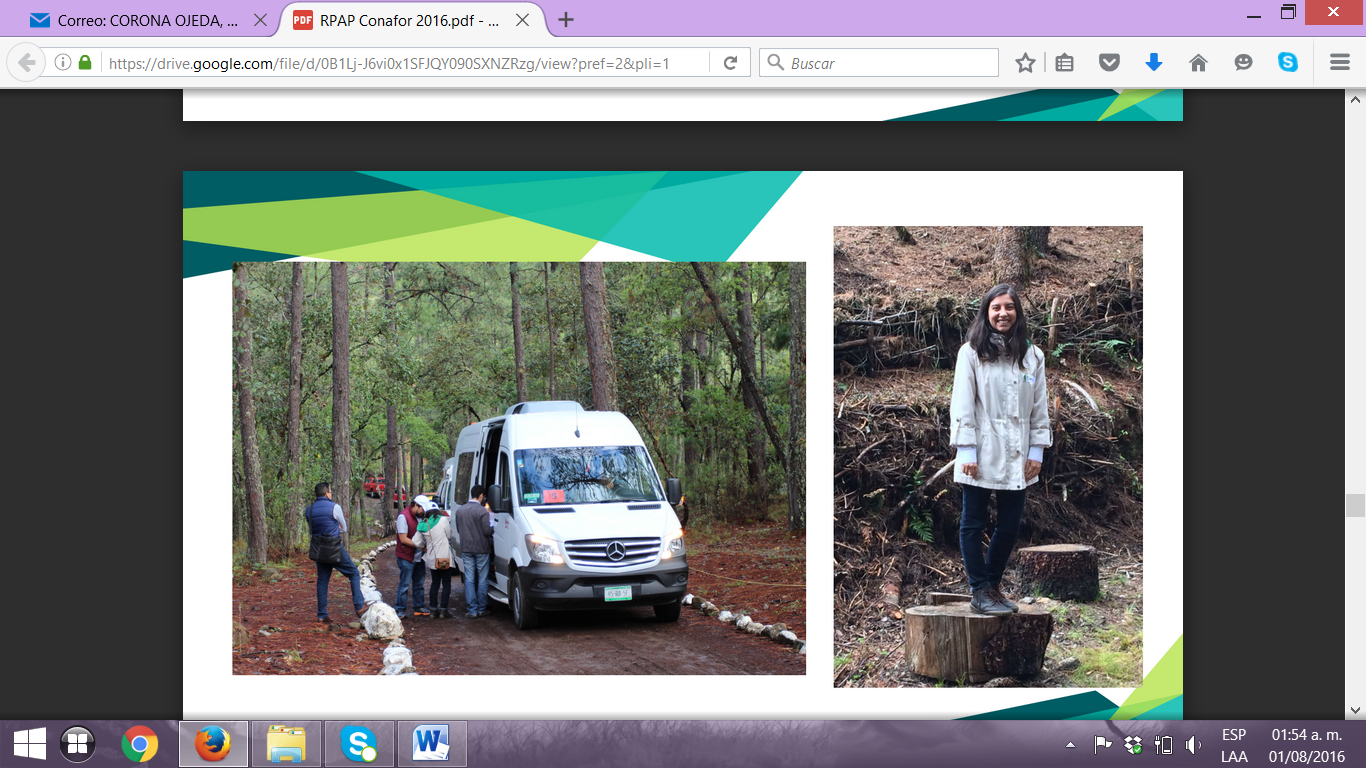 Correo: CORONA OJEDA, ...
PDF
RPAP Conafor 2016.pdf - ...
https://drive.google.com/file/d/0B1Lj-J6vi0x1SFJQY090SXNZRzg/view?pref=2&pli=1
Buscar
ESP
LAA
01:54 a. m.
01/08/2016